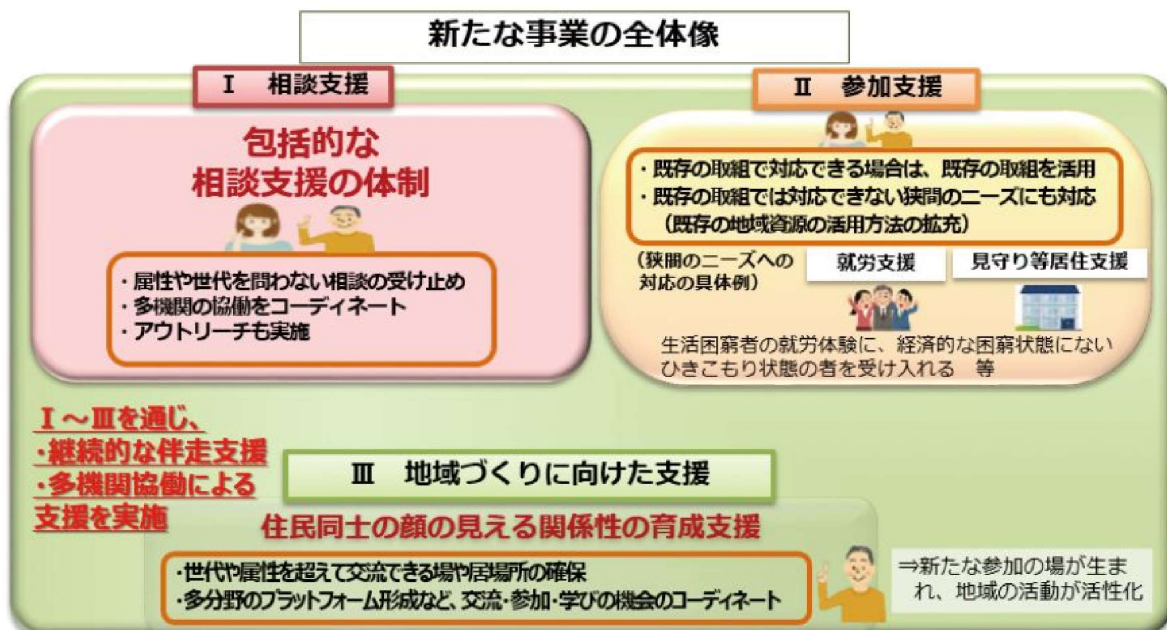 新たな事業の全体像
Ⅰ 相談支援
包括的な
相談支援の体制
・属性や世代を問わない相談の受け止め
・多機関の協働をコーディネート
・アウトリーチも実施
Ⅱ 参加支援
・既存の取組で対応できる場合は、既存の取組を活用
・既存の取組では対応できない狭間のニーズにも対応
（既存の地域資源の活用方法の拡充）
（狭間のニーズへの
対応の具体例）
就労支援
見守り等居住支援
生活困窮者の就労体験に、経済的な困窮状態にない
ひきこもり状態の者を受け入れる 等
Ⅰ～Ⅲを通じ、
・継続的な伴走支援
・多機関協働による
支援を実施
Ⅲ 地域づくりに向けた支援
住民同士の顔の見える関係性の育成支援
・世代や属性を超えて交流できる場や居場所の確保
・多分野のプラットフォーム形成など、交流・参加・学びの機会のコーディネート
⇒新たな参加の場が生ま
れ、地域の活動が活性化